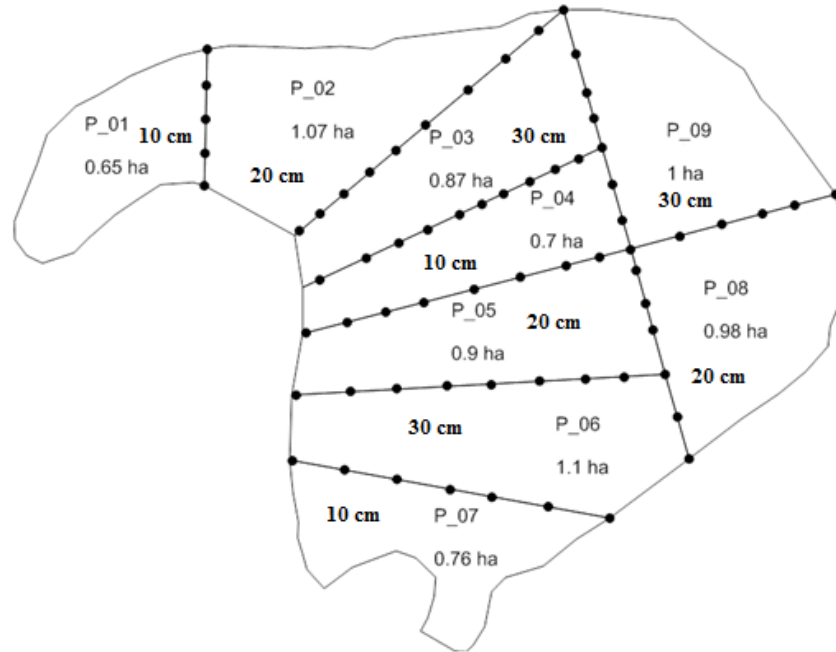 P_01
10 cm
0.65 ha
P_02
1.07 ha
20 cm
P_03
30 cm
0.87 ha
P_04
0.7 ha
10 cm
P_05
20 cm
0.9 ha
P_06
30 cm
1.1 ha
P_07
10 cm
0.76 ha
P_08
0.98 ha
20 cm
P_09
1 ha
30 cm